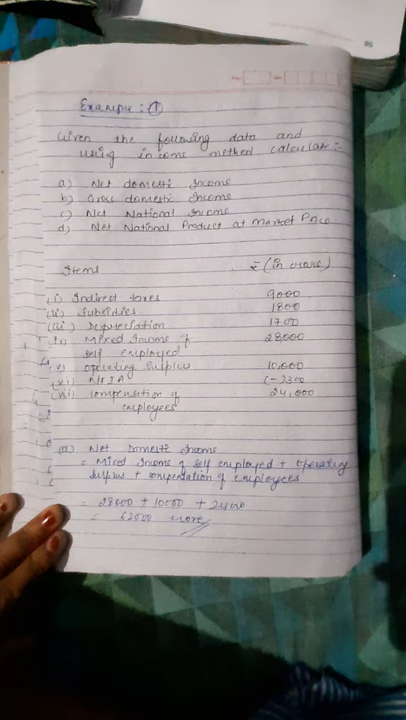 Example: ①
Given the following data and
using income method calculate :-
a) Net domestic Income
b) Gross domestic Income
c) Net National Income
d) Net National Product at Market Price
Items ₹ (in crore)
(i) Indirect taxes 9000
(ii) Subsidies 1800
(iii) Depreciation 1700
(iv) Mixed Income of 28,000
self employed
v) Operating Surplus 10,000
(vi) NFIA (-)300
(vii) Compensation of 24,000
employees
(a) Net Domestic Income
= Mixed Income of self employed + operating
surplus + compensation of employees
= 28000 + 10000 + 24000
= 62000 crore